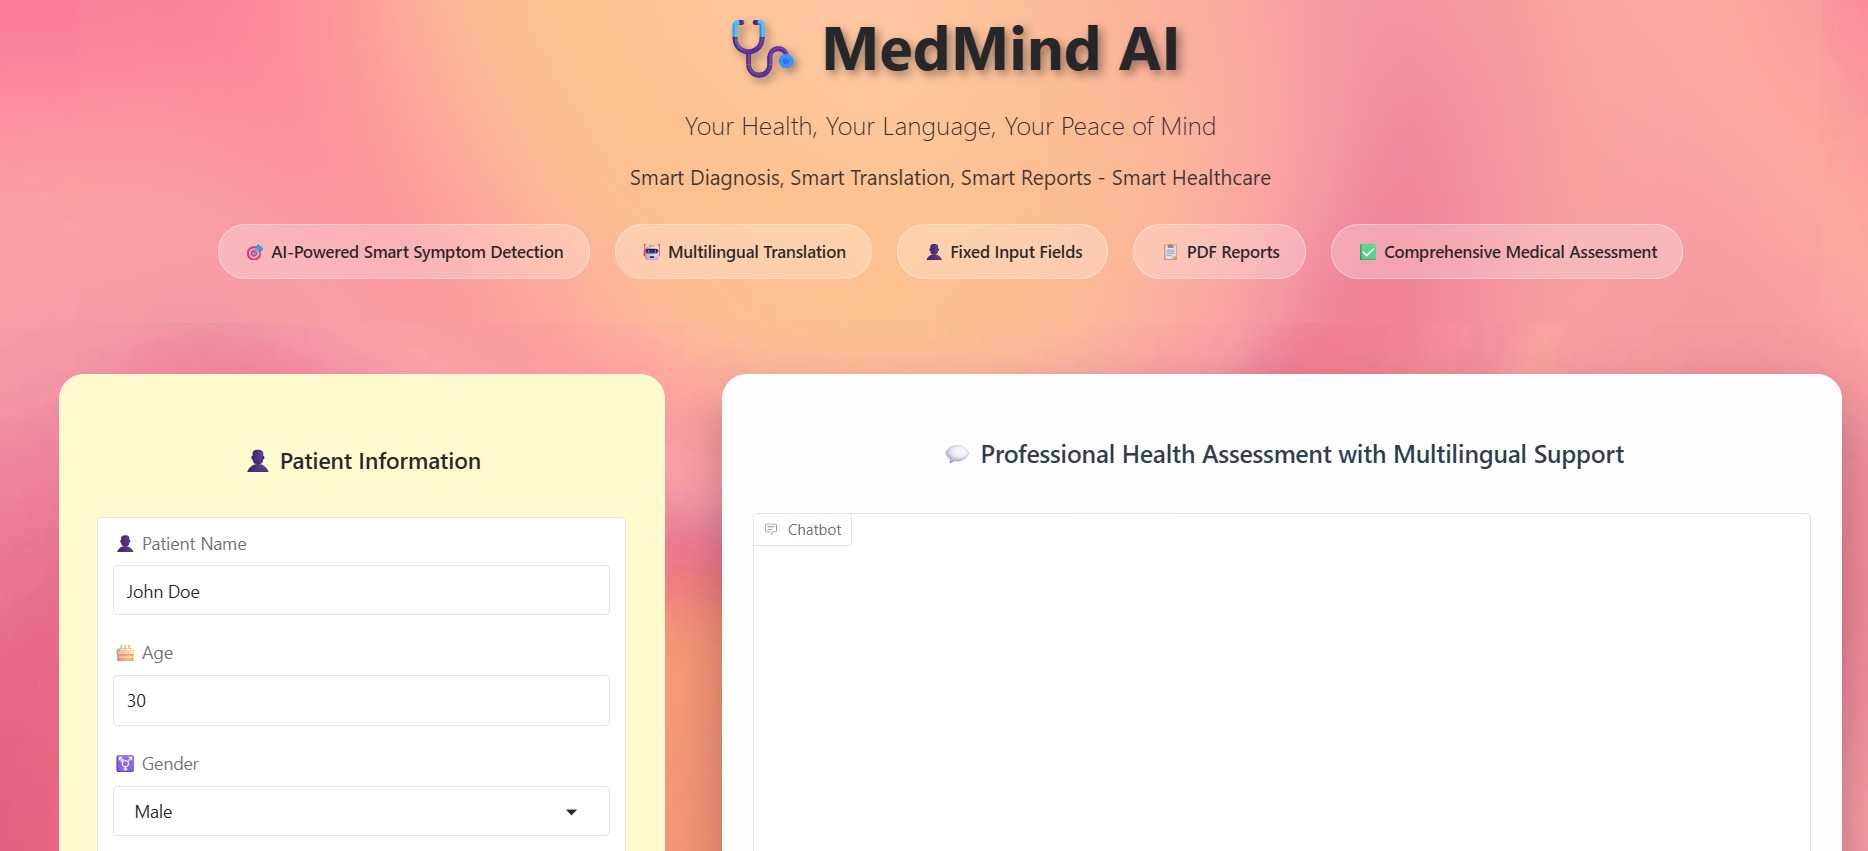 MedMind AI
Your Health, Your Language, Your Peace of Mind
Smart Diagnosis, Smart Translation, Smart Reports - Smart Healthcare
AI-Powered Smart Symptom Detection
Multilingual Translation
Fixed Input Fields
PDF Reports
Comprehensive Medical Assessment
Patient Information
Patient Name
John Doe
Age
30
Gender
Male
Professional Health Assessment with Multilingual Support
Chatbot